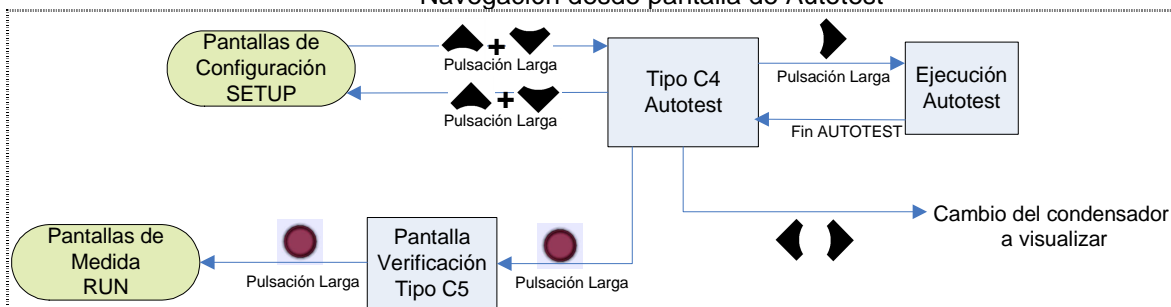 Navegación desde pantalla de Autotest
Pantallas de
Configuración
SETUP
+
Pulsación Larga
+
Pulsación Larga
Tipo C4
Autotest
Pulsación Larga
Fin AUTOTEST
Ejecución
Autotest
Cambio del condensador
a visualizar
Pantallas de
Medida
RUN
Pulsación Larga
Pantalla
Verificación
Tipo C5
Pulsación Larga